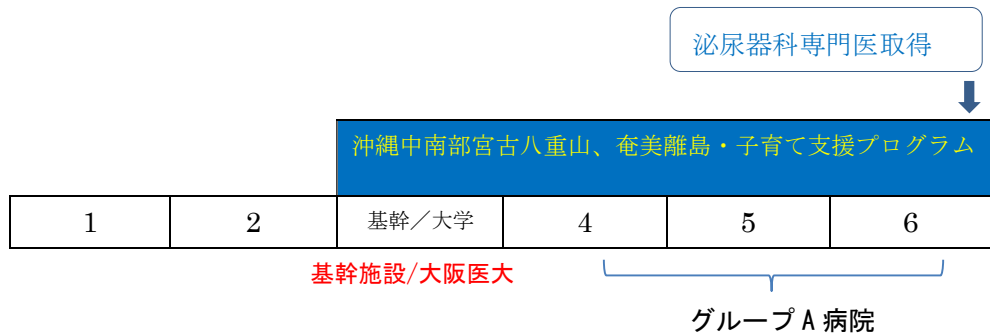 泌尿器科専門医取得
沖縄中南部宮古八重山、奄美離島・子育て支援プログラム
1 2 基幹／大学 4 5 6
基幹施設/大阪医大
グループA病院